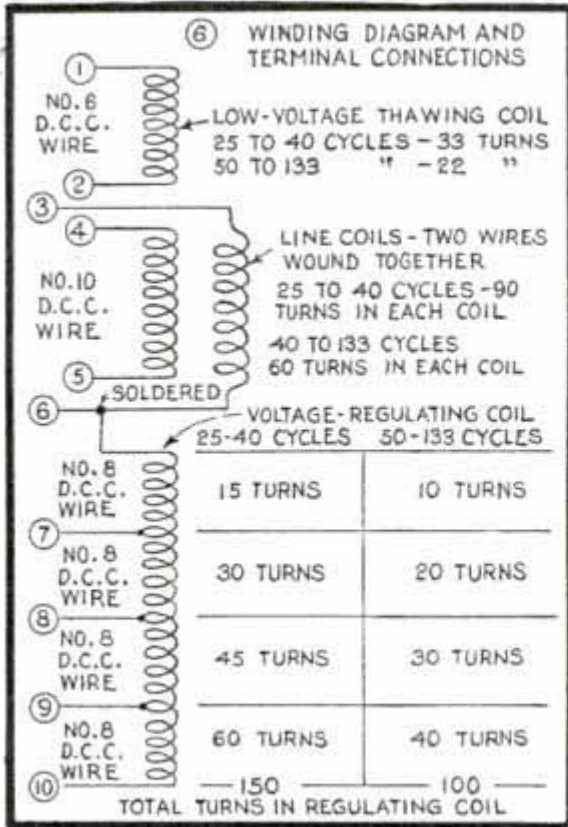 ⑥ WINDING DIAGRAM AND
TERMINAL CONNECTIONS
①
NO.6
D.C.C.
WIRE
②
LOW-VOLTAGE THAWING COIL
25 TO 40 CYCLES - 33 TURNS
50 TO 133 " - 22 "
③
④
NO.10
D.C.C.
WIRE
⑤
LINE COILS - TWO WIRES
WOUND TOGETHER
25 TO 40 CYCLES - 90
TURNS IN EACH COIL
40 TO 133 CYCLES
60 TURNS IN EACH COIL
⑥
SOLDERED
VOLTAGE-REGULATING COIL
25-40 CYCLES 50-133 CYCLES
NO.8
D.C.C.
WIRE
15 TURNS 10 TURNS
⑦
NO.8
D.C.C.
WIRE
30 TURNS 20 TURNS
⑧
NO.8
D.C.C.
WIRE
45 TURNS 30 TURNS
⑨
NO.8
D.C.C.
WIRE
60 TURNS 40 TURNS
⑩ 150 100
TOTAL TURNS IN REGULATING COIL